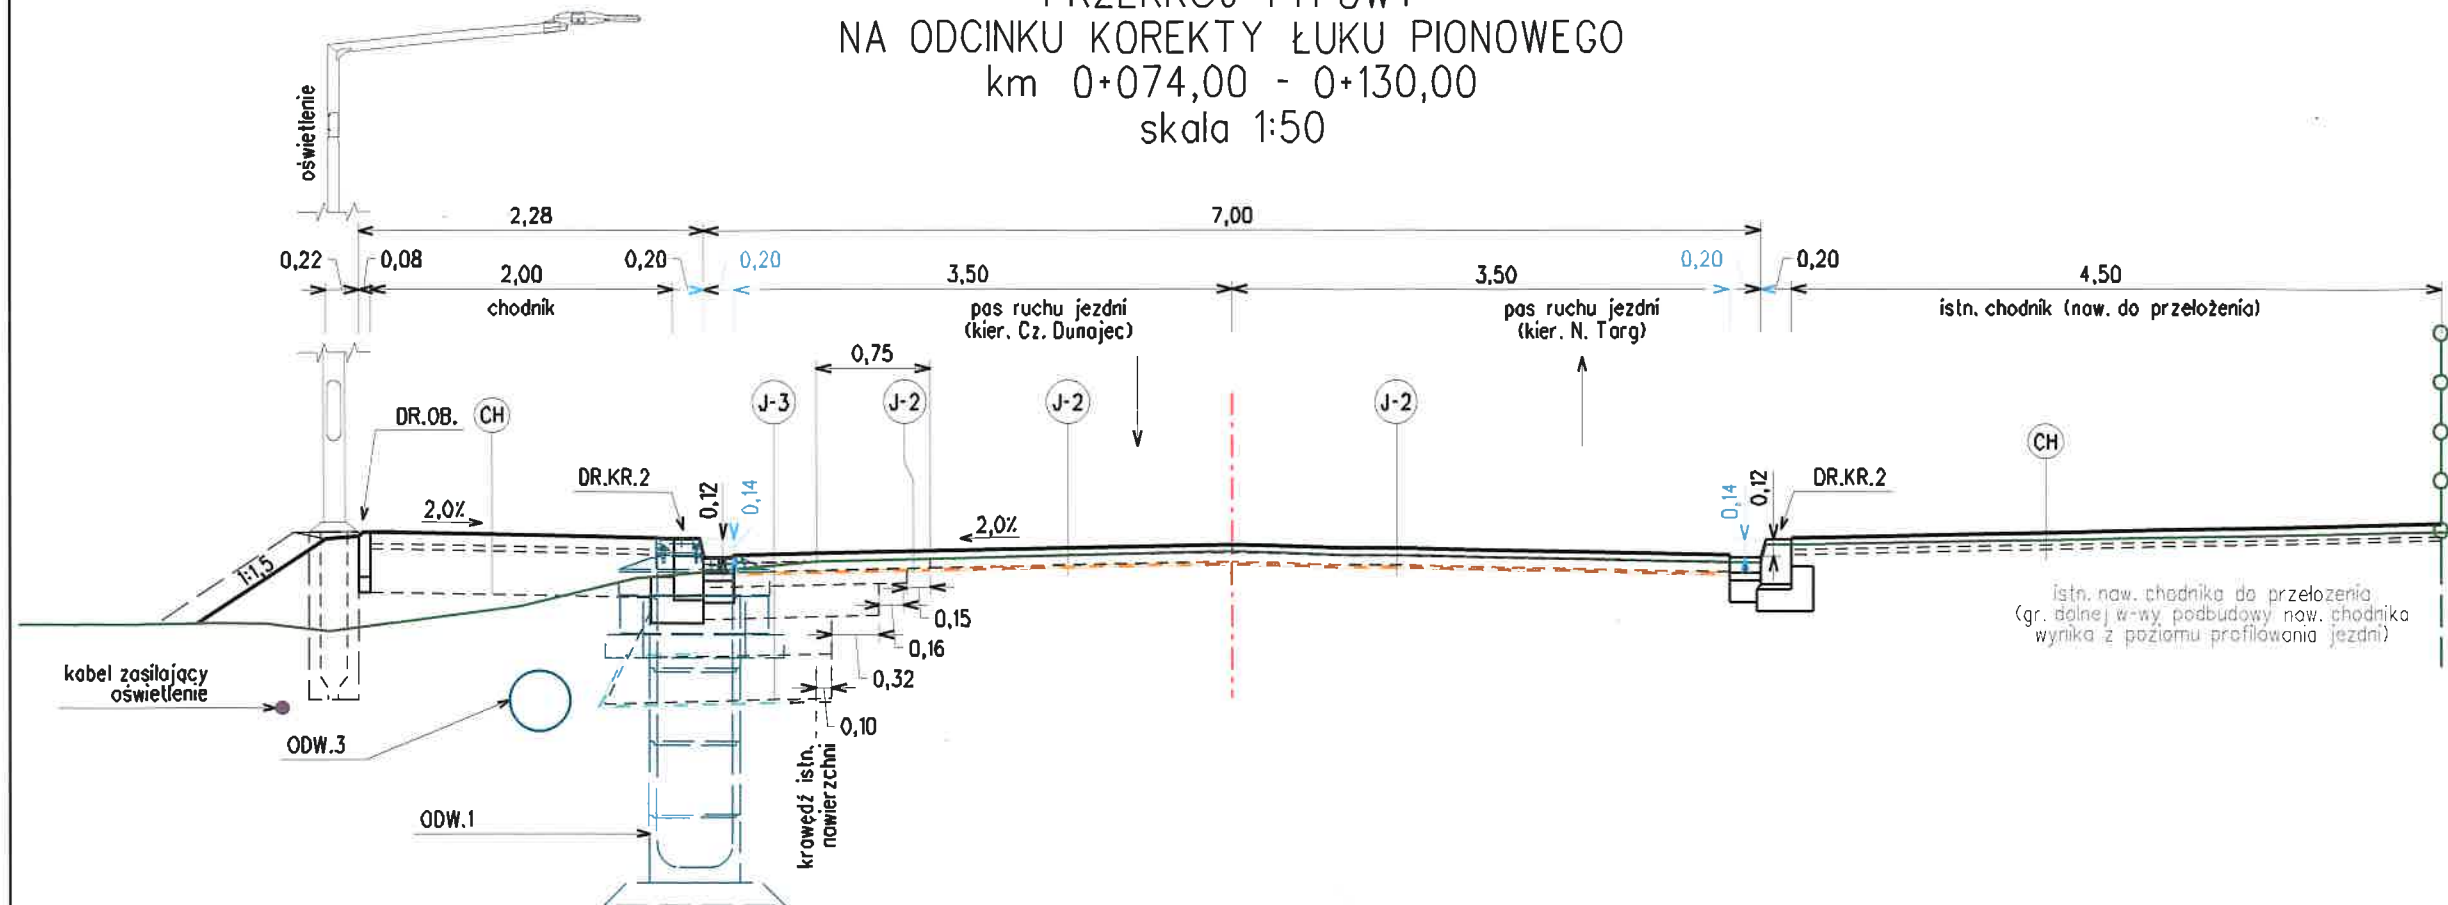 PRZEKRÓJ TYPOWY
NA ODCINKU KOREKTY ŁUKU PIONOWEGO
km 0+074,00 - 0+130,00
skala 1:50
oświetlenie
2,28
7,00
0,22
0,08
2,00
0,20
0,20
3,50
3,50
0,20
0,20
4,50
chodnik
pas ruchu jezdni
(kier. Cz. Dunajec)
pas ruchu jezdni
(kier. N. Targ)
istn. chodnik (naw. do przełożenia)
0,75
DR.OB.
CH
J-3
J-2
J-2
J-2
CH
DR.KR.2
0,12
0,14
0,14
0,12
DR.KR.2
2,0%
2,0%
1:1,5
istn. naw. chodnika do przełożenia
(gr. dolnej w-wy podbudowy naw. chodnika
wynika z poziomu profilowania jezdni)
0,15
0,16
0,32
0,10
kabel zasilający
oświetlenie
ODW.3
krawędź istn.
nawierzchni
ODW.1